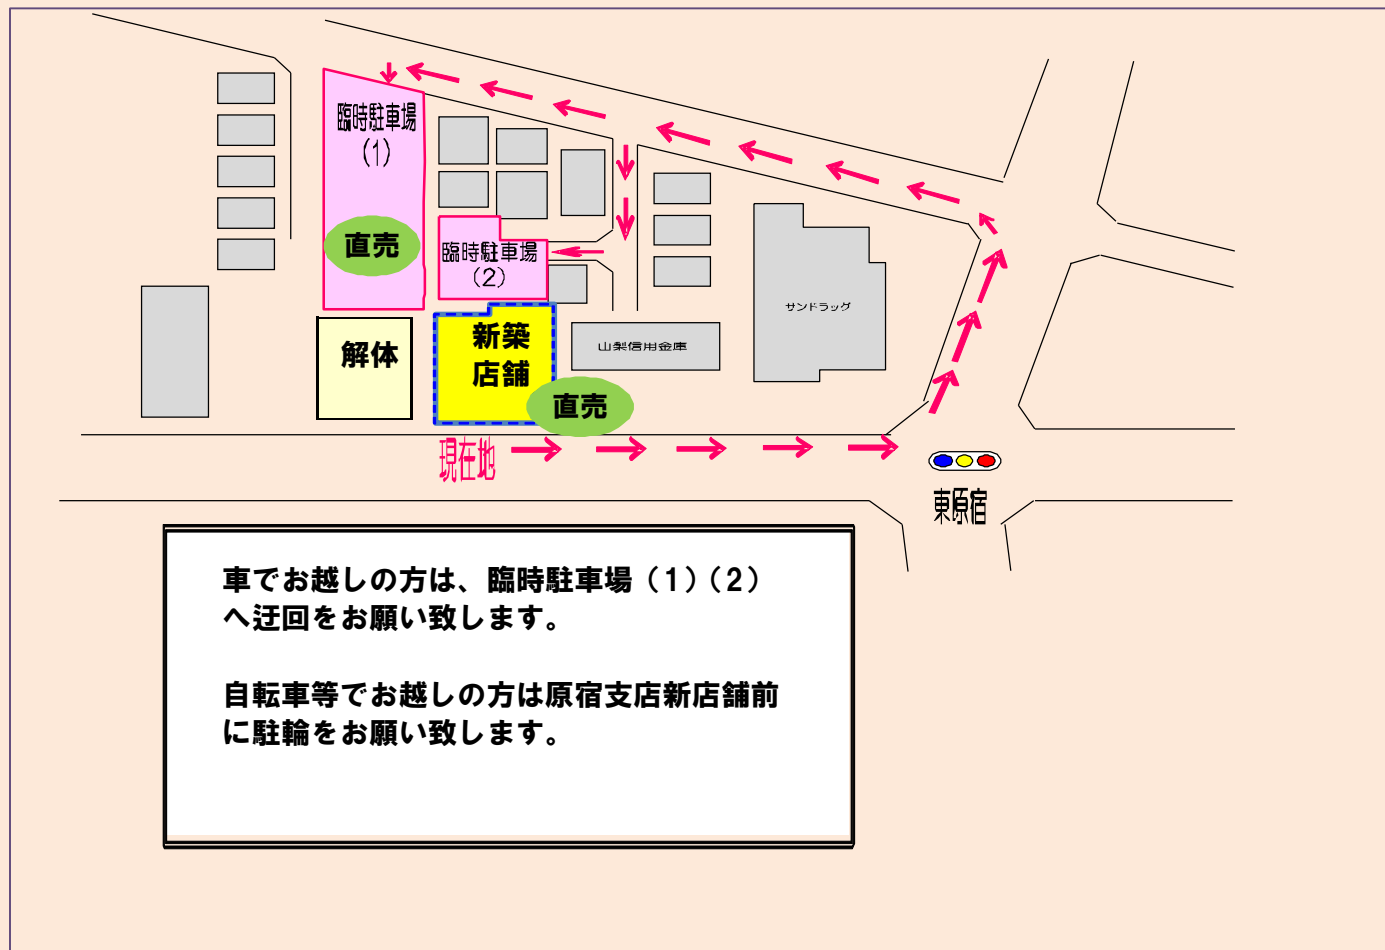 臨時駐車場
(1)
直売
臨時駐車場
(2)
サンドラッグ
解体
新築
店舗
山梨信用金庫
直売
現在地
東原宿
車でお越しの方は、臨時駐車場(1)(2)
へ迂回をお願い致します。
自転車等でお越しの方は原宿支店新店舗前
に駐輪をお願い致します。